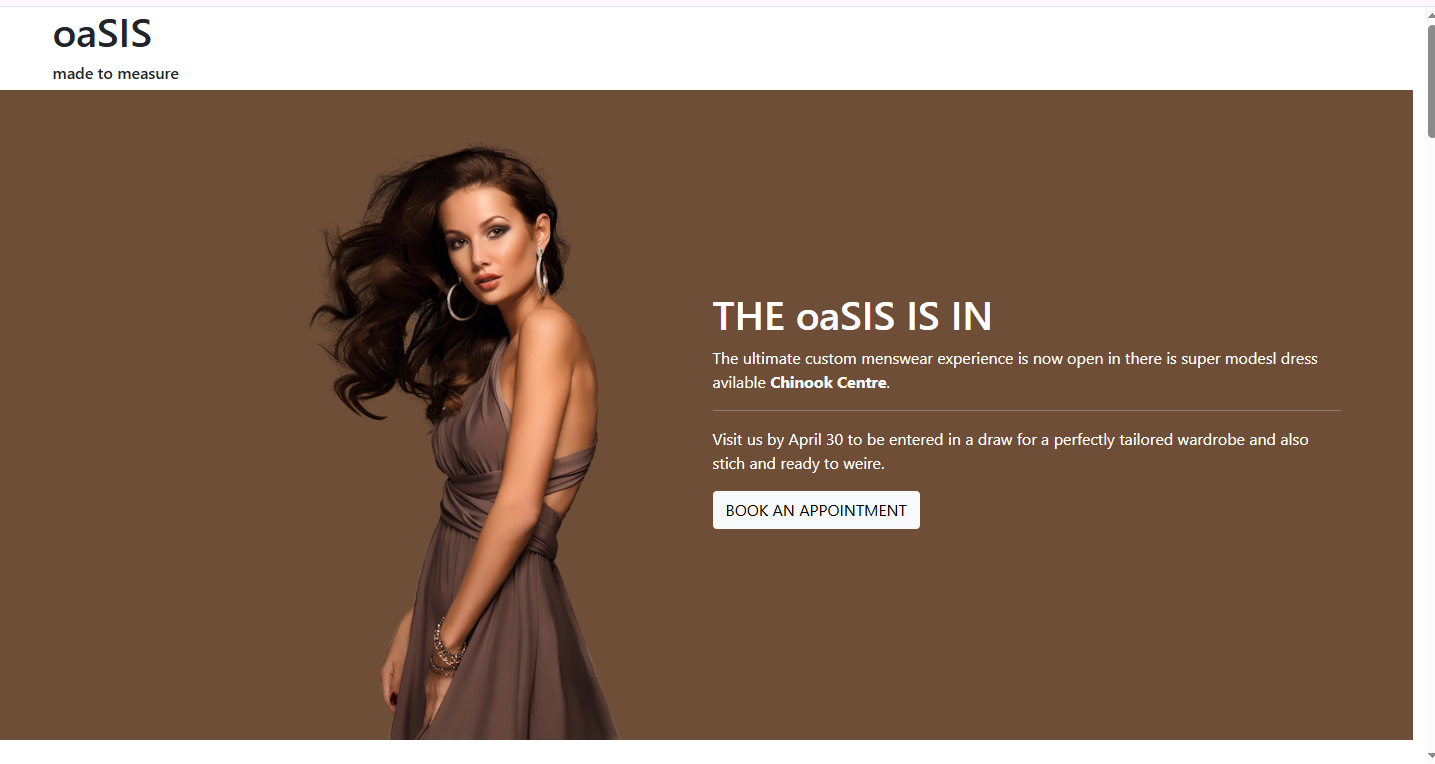 oaSIS
made to measure
THE oaSIS IS IN
The ultimate custom menswear experience is now open in there is super modesl dress
avilable Chinook Centre.
Visit us by April 30 to be entered in a draw for a perfectly tailored wardrobe and also
stich and ready to weire.
BOOK AN APPOINTMENT